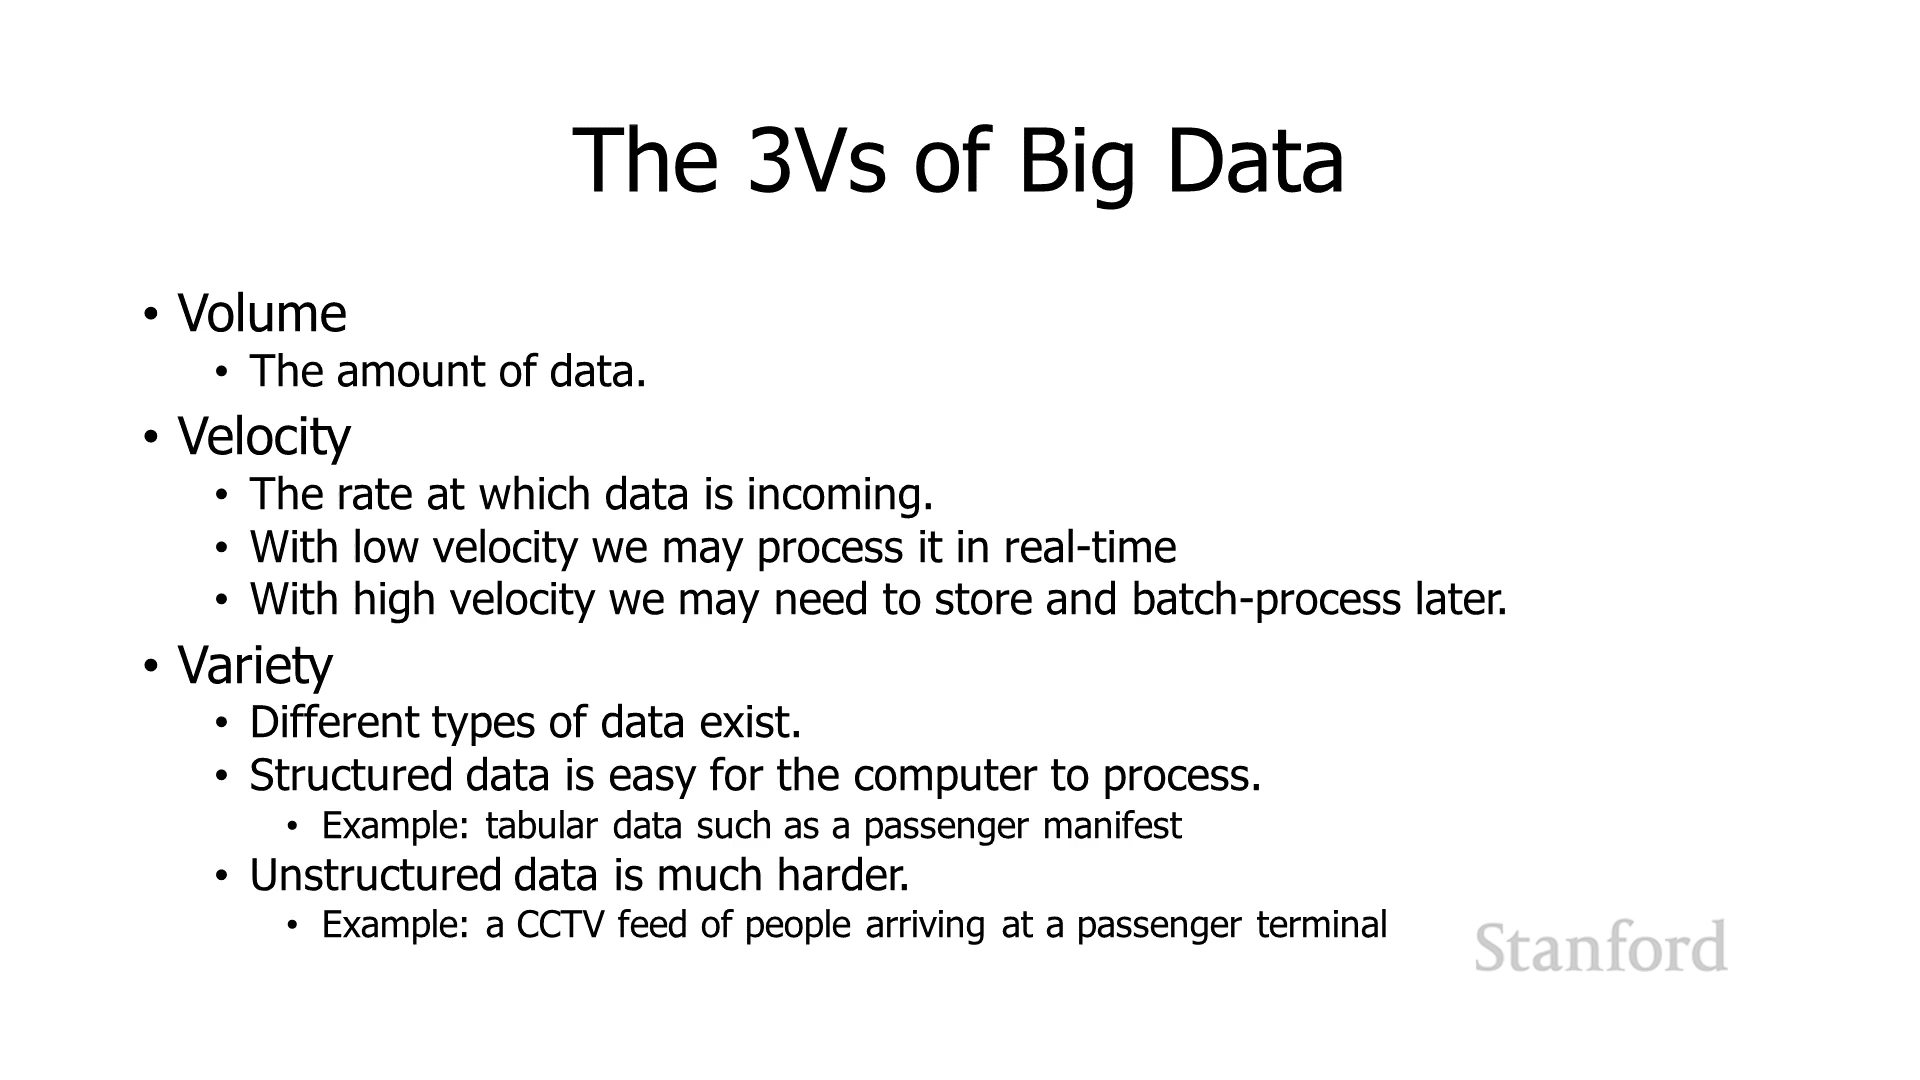 The 3Vs of Big Data
• Volume
• The amount of data.
• Velocity
• The rate at which data is incoming.
• With low velocity we may process it in real-time
• With high velocity we may need to store and batch-process later.
• Variety
• Different types of data exist.
• Structured data is easy for the computer to process.
• Example: tabular data such as a passenger manifest
• Unstructured data is much harder.
• Example: a CCTV feed of people arriving at a passenger terminal
Stanford